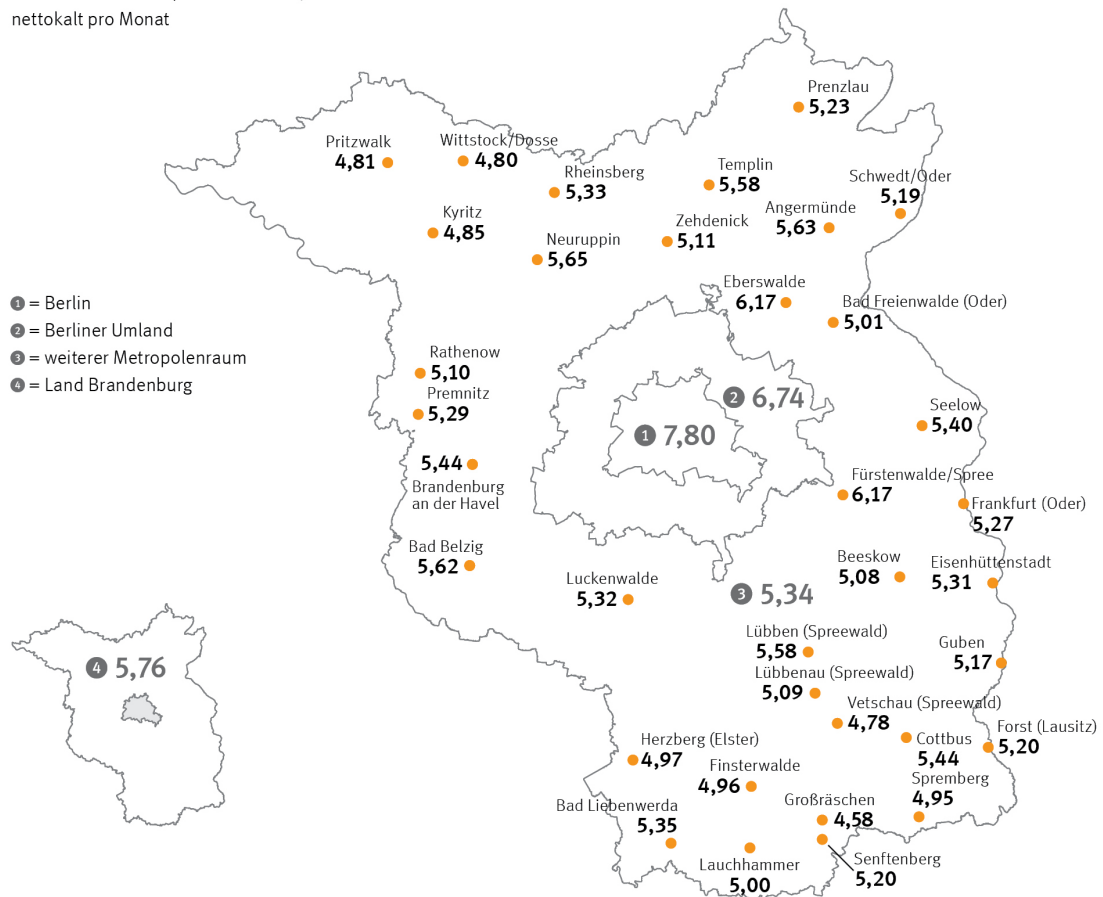 nettokalt pro Monat
Prenzlau
5,23
Pritzwalk
4,81
Wittstock/Dosse
4,80
Rheinsberg
5,33
Templin
5,58
Schwedt/Oder
5,19
Kyritz
4,85
Neuruppin
5,65
Zehdenick
5,11
Angermünde
5,63
Eberswalde
6,17
Bad Freienwalde (Oder)
5,01
1 = Berlin
2 = Berliner Umland
3 = weiterer Metropolenraum
4 = Land Brandenburg
Rathenow
5,10
Premnitz
5,29
2 6,74
1 7,80
Seelow
5,40
5,44
Brandenburg
an der Havel
Fürstenwalde/Spree
6,17
Frankfurt (Oder)
5,27
Bad Belzig
5,62
Luckenwalde
5,32
Beeskow
5,08
Eisenhüttenstadt
5,31
3 5,34
Lübben (Spreewald)
5,58
Guben
5,17
4 5,76
Lübbenau (Spreewald)
5,09
Vetschau (Spreewald)
4,78
Cottbus
5,44
Forst (Lausitz)
5,20
Herzberg (Elster)
4,97
Finsterwalde
4,96
Spremberg
4,95
Bad Liebenwerda
5,35
Großräschen
4,58
Lauchhammer
5,00
Senftenberg
5,20